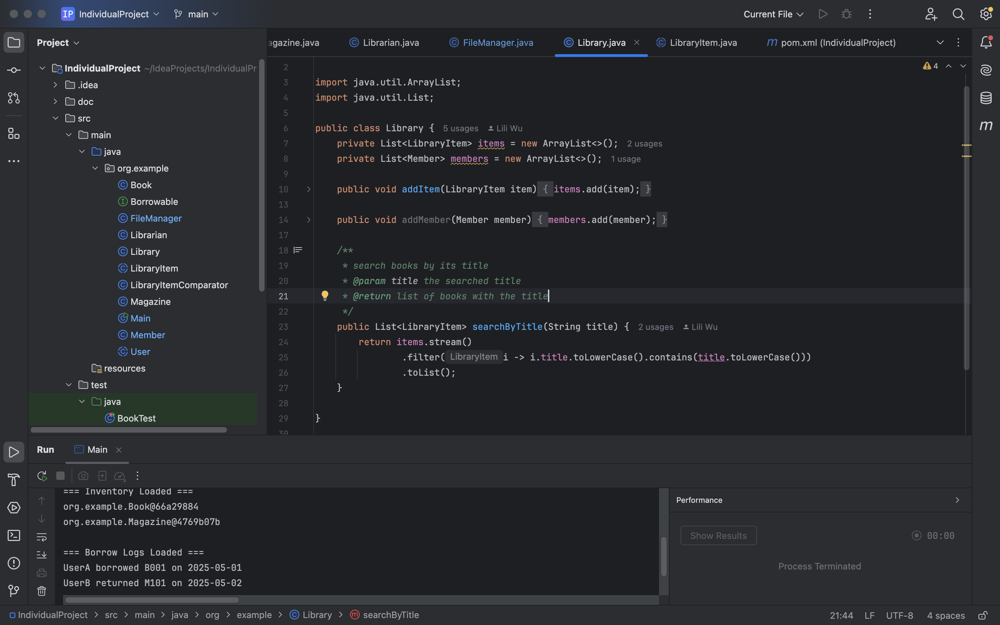 IP IndividualProject main Current File
Project
agazine.java Librarian.java FileManager.java Library.java LibraryItem.java m pom.xml (IndividualProject)
IndividualProject ~/IdeaProjects/IndividualPr
.idea
doc
src
main
java
org.example
Book
Borrowable
FileManager
Librarian
Library
LibraryItem
LibraryItemComparator
Magazine
Main
Member
User
resources
test
java
BookTest
4
2
3 import java.util.ArrayList;
4 import java.util.List;
5
6 public class Library { 5 usages Lili Wu
7 private List<LibraryItem> items = new ArrayList<>(); 2 usages
8 private List<Member> members = new ArrayList<>(); 1 usage
9
10 public void addItem(LibraryItem item) { items.add(item); }
13
14 public void addMember(Member member) { members.add(member); }
17
18 /**
19 * search books by its title
20 * @param title the searched title
21 * @return list of books with the title
22 */
23 public List<LibraryItem> searchByTitle(String title) { 2 usages Lili Wu
24 return items.stream()
25 .filter( LibraryItem i -> i.title.toLowerCase().contains(title.toLowerCase()))
26 .toList();
27 }
28
29 }
30
Run Main
=== Inventory Loaded ===
org.example.Book@66a29884
org.example.Magazine@4769b07b
=== Borrow Logs Loaded ===
UserA borrowed B001 on 2025-05-01
UserB returned M101 on 2025-05-02
Performance
Show Results 00:00
Process Terminated
IndividualProject > src > main > java > org > example > Library > searchByTitle 21:44 LF UTF-8 4 spaces